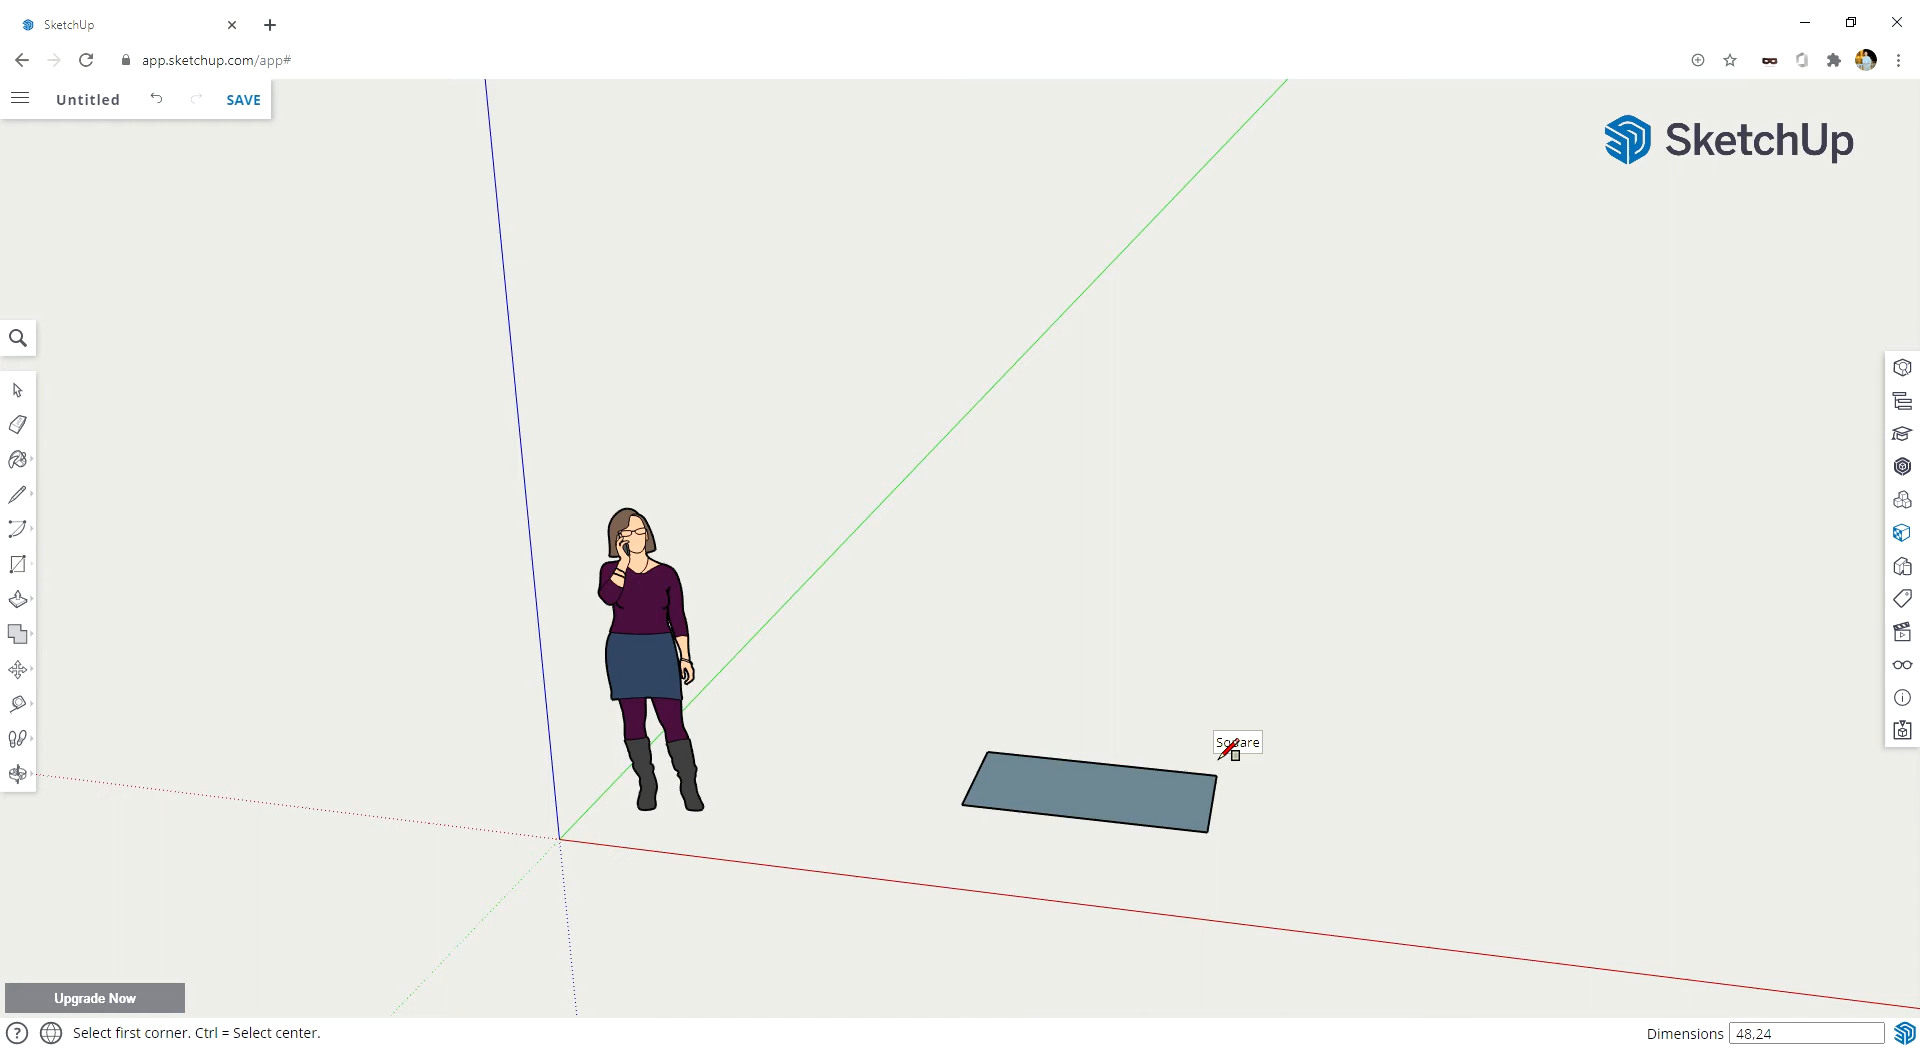 SketchUp
app.sketchup.com/app#
Untitled
SAVE
SketchUp
Square
Upgrade Now
Select first corner. Ctrl = Select center.
Dimensions 48,24